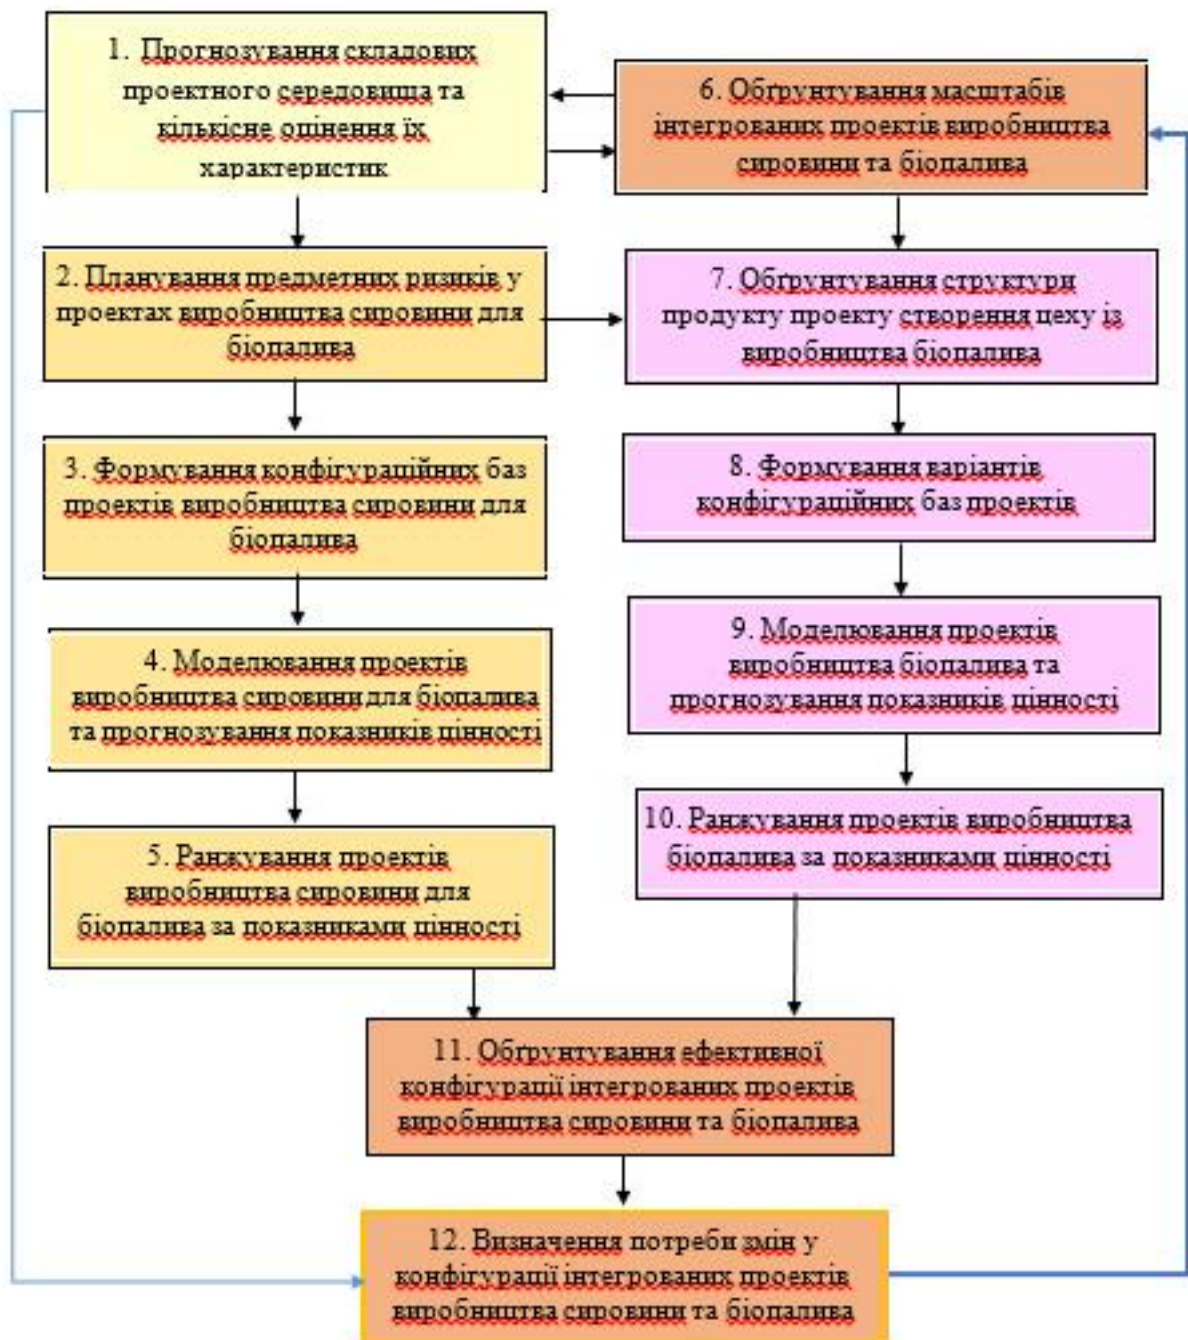 1. Прогнозування складових
проектного середовища та
кількісне оцінення їх
характеристик
6. Обґрунтування масштабів
інтегрованих проектів виробництва
сировини та біопалива
2. Планування предметних ризиків у
проектах виробництва сировини для
біопалива
7. Обґрунтування структури
продукту проекту створення цеху із
виробництва біопалива
3. Формування конфігураційних баз
проектів виробництва сировини для
біопалива
8. Формування варіантів
конфігураційних баз проектів
4. Моделювання проектів
виробництва сировини для біопалива
та прогнозування показників цінності
9. Моделювання проектів
виробництва біопалива та
прогнозування показників цінності
5. Ранжування проектів
виробництва сировини для
біопалива за показниками цінності
10. Ранжування проектів виробництва
біопалива за показниками цінності
11. Обґрунтування ефективної
конфігурації інтегрованих проектів
виробництва сировини та біопалива
12. Визначення потреби змін у
конфігурації інтегрованих проектів
виробництва сировини та біопалива